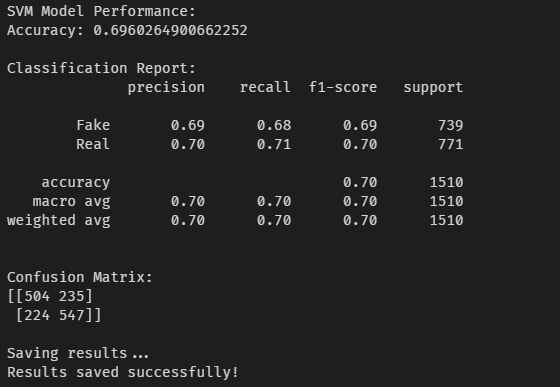 SVM Model Performance:
Accuracy: 0.6960264900662252
Classification Report:
precision recall f1-score support
Fake 0.69 0.68 0.69 739
Real 0.70 0.71 0.70 771
accuracy 0.70 1510
macro avg 0.70 0.70 0.70 1510
weighted avg 0.70 0.70 0.70 1510
Confusion Matrix:
[[504 235]
[224 547]]
Saving results...
Results saved successfully!